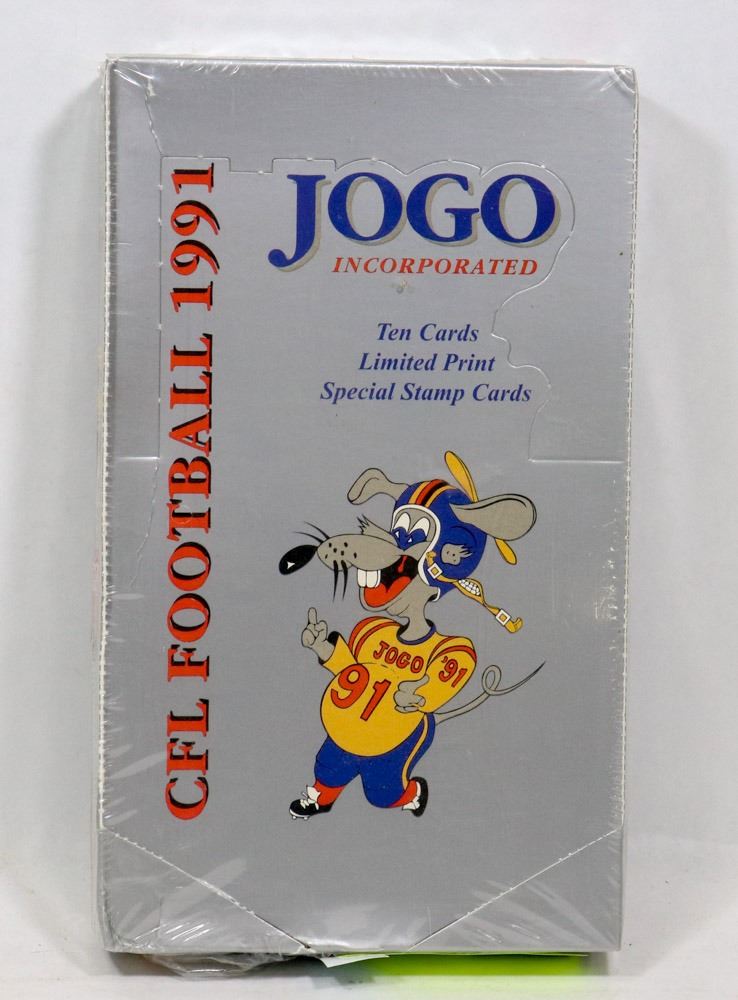 CFL FOOTBALL 1991
JOGO
INCORPORATED
Ten Cards
Limited Print
Special Stamp Cards
JOGO '91
91